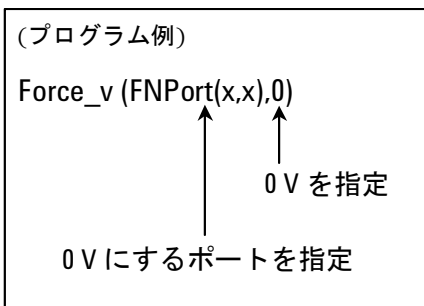 (プログラム例)
Force_v (FNPort(x,x),0)
0 V を指定
0 V にするポートを指定